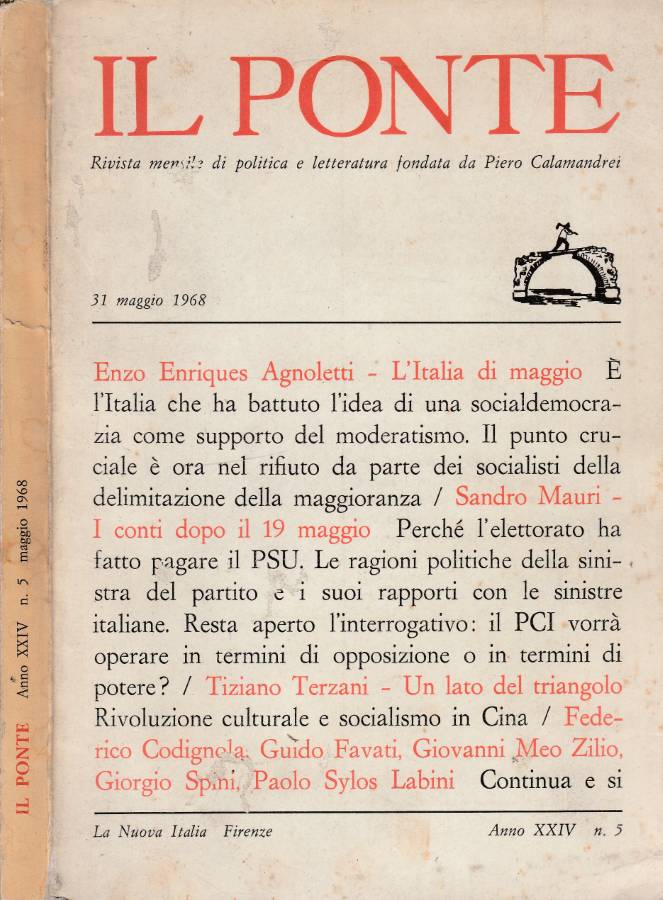 IL PONTE
Rivista mensile di politica e letteratura fondata da Piero Calamandrei
31 maggio 1968
Enzo Enriques Agnoletti – L'Italia di maggio È
l'Italia che ha battuto l'idea di una socialdemocra-
zia come supporto del moderatismo. Il punto cru-
ciale è ora nel rifiuto da parte dei socialisti della
delimitazione della maggioranza / Sandro Mauri –
I conti dopo il 19 maggio Perché l'elettorato ha
fatto pagare il PSU. Le ragioni politiche della sini-
stra del partito e i suoi rapporti con le sinistre
italiane. Resta aperto l'interrogativo: il PCI vorrà
operare in termini di opposizione o in termini di
potere? / Tiziano Terzani – Un lato del triangolo
Rivoluzione culturale e socialismo in Cina / Fede-
rico Codignola, Guido Favati, Giovanni Meo Zilio,
Giorgio Spini, Paolo Sylos Labini Continua e si
La Nuova Italia Firenze Anno XXIV n. 5
IL PONTE Anno XXIV n. 5 maggio 1968